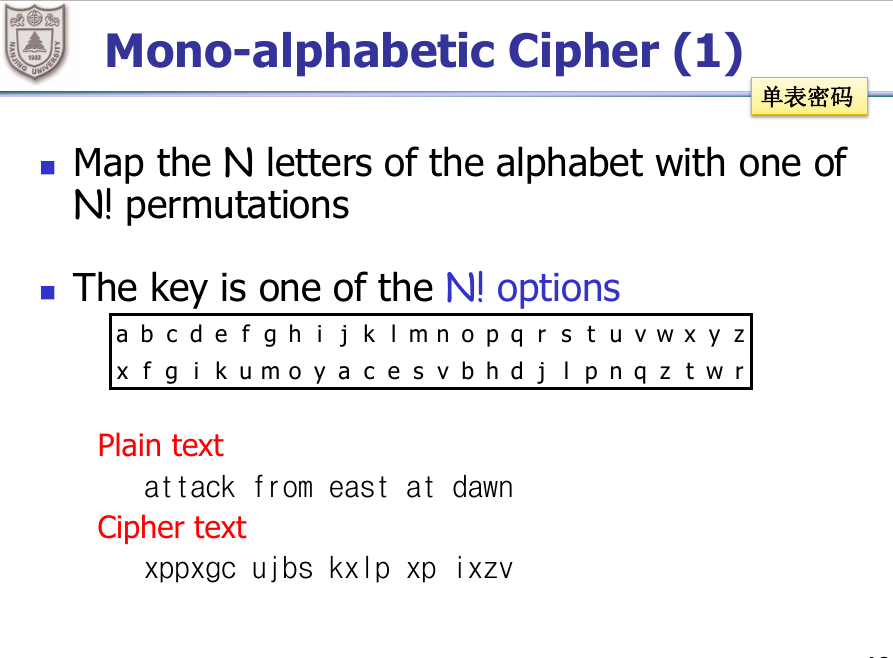 NANJING UNIVERSITY
1902
Mono-alphabetic Cipher (1)
单表密码
Map the N letters of the alphabet with one of
N! permutations
The key is one of the N! options
a b c d e f g h i j k l m n o p q r s t u v w x y z
x f g i k u m o y a c e s v b h d j l p n q z t w r
Plain text
attack from east at dawn
Cipher text
xppxgc ujbs kxlp xp ixzv